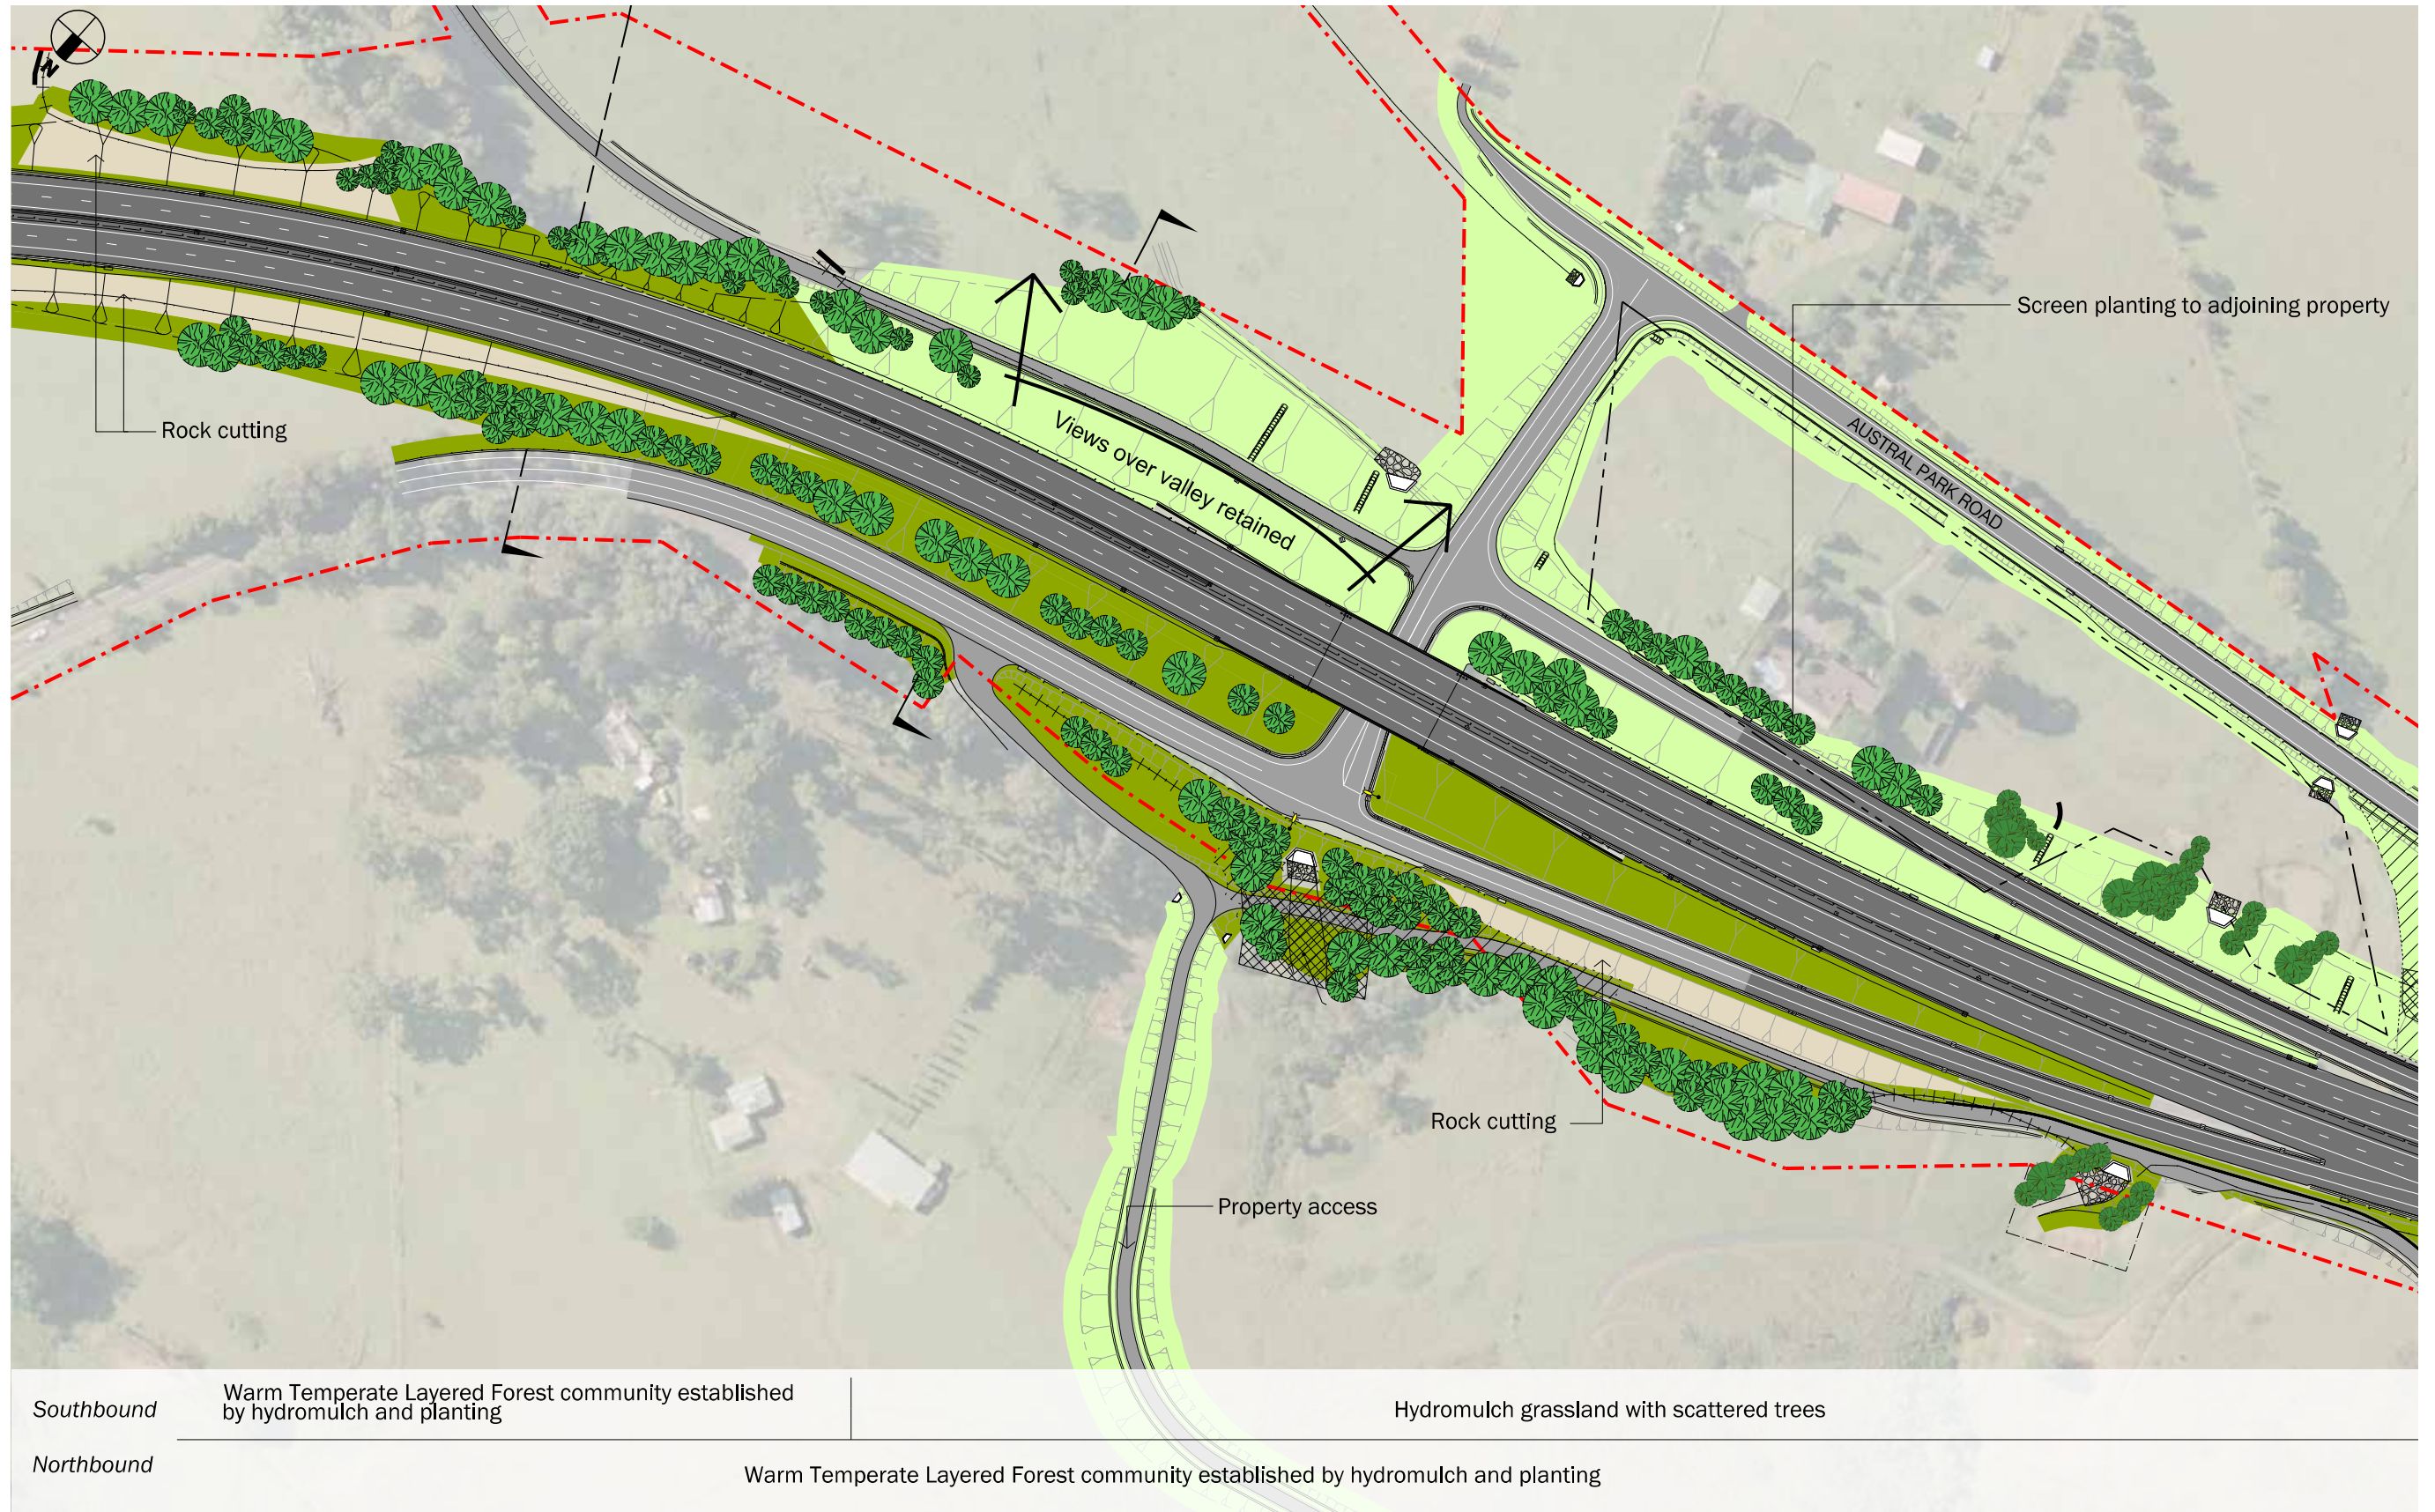 N
Screen planting to adjoining property
Rock cutting
Views over valley retained
AUSTRAL PARK ROAD
Rock cutting
Property access
Southbound
Warm Temperate Layered Forest community established
by hydromulch and planting
Hydromulch grassland with scattered trees
Northbound
Warm Temperate Layered Forest community established by hydromulch and planting